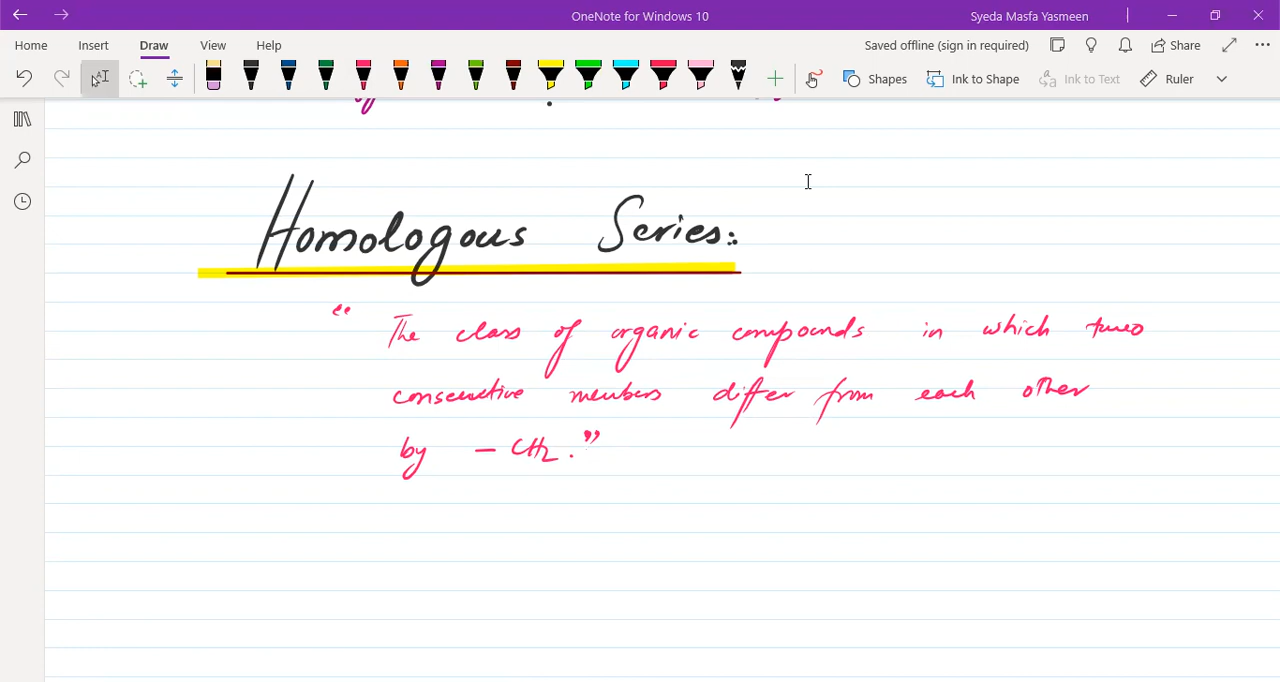 OneNote for Windows 10
Syeda Masfa Yasmeen
Home Insert Draw View Help
Saved offline (sign in required)
Share
Shapes
Ink to Shape
Ink to Text
Ruler
Homologous Series:
" The class of organic compounds in which two
consecutive members differ from each other
by - CH2."